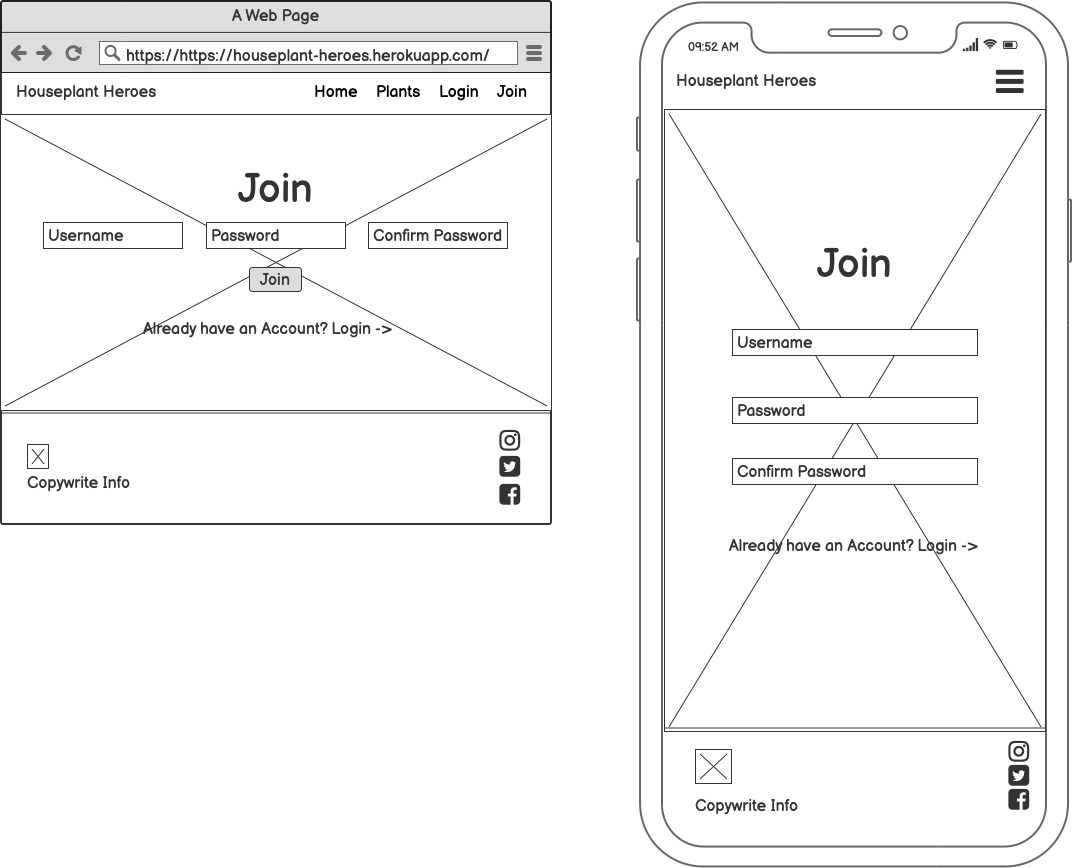 A Web Page
https://https://houseplant-heroes.herokuapp.com/
Houseplant Heroes Home Plants Login Join
Join
Username Password Confirm Password
Join
Already have an Account? Login ->
Copywrite Info
09:52 AM
Houseplant Heroes
Join
Username
Password
Confirm Password
Already have an Account? Login ->
Copywrite Info